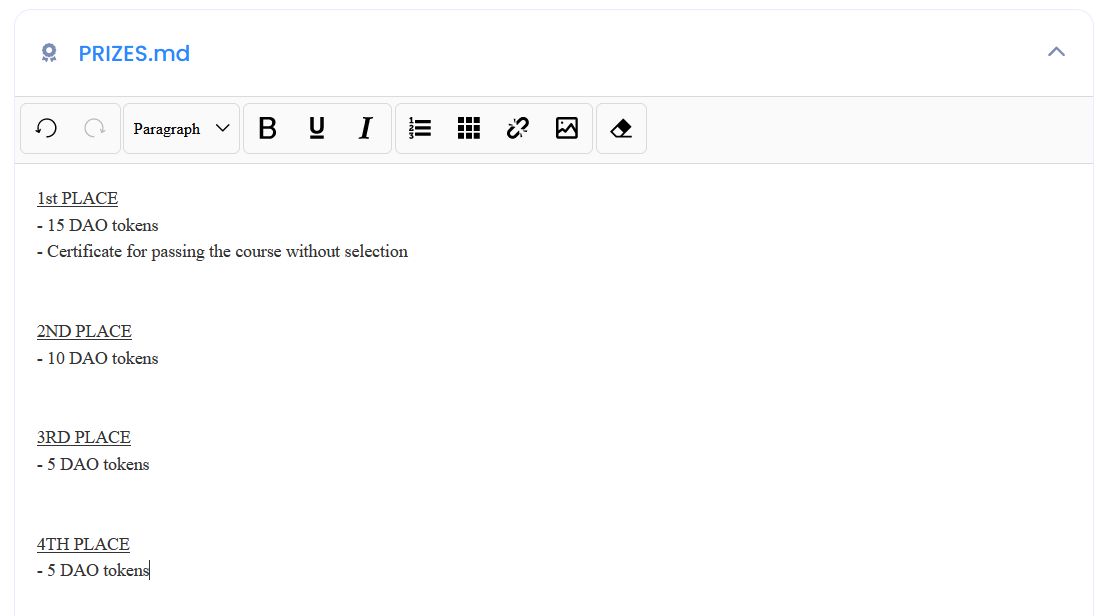 PRIZES.md
Paragraph
1st PLACE
- 15 DAO tokens
- Certificate for passing the course without selection
2ND PLACE
- 10 DAO tokens
3RD PLACE
- 5 DAO tokens
4TH PLACE
- 5 DAO tokens